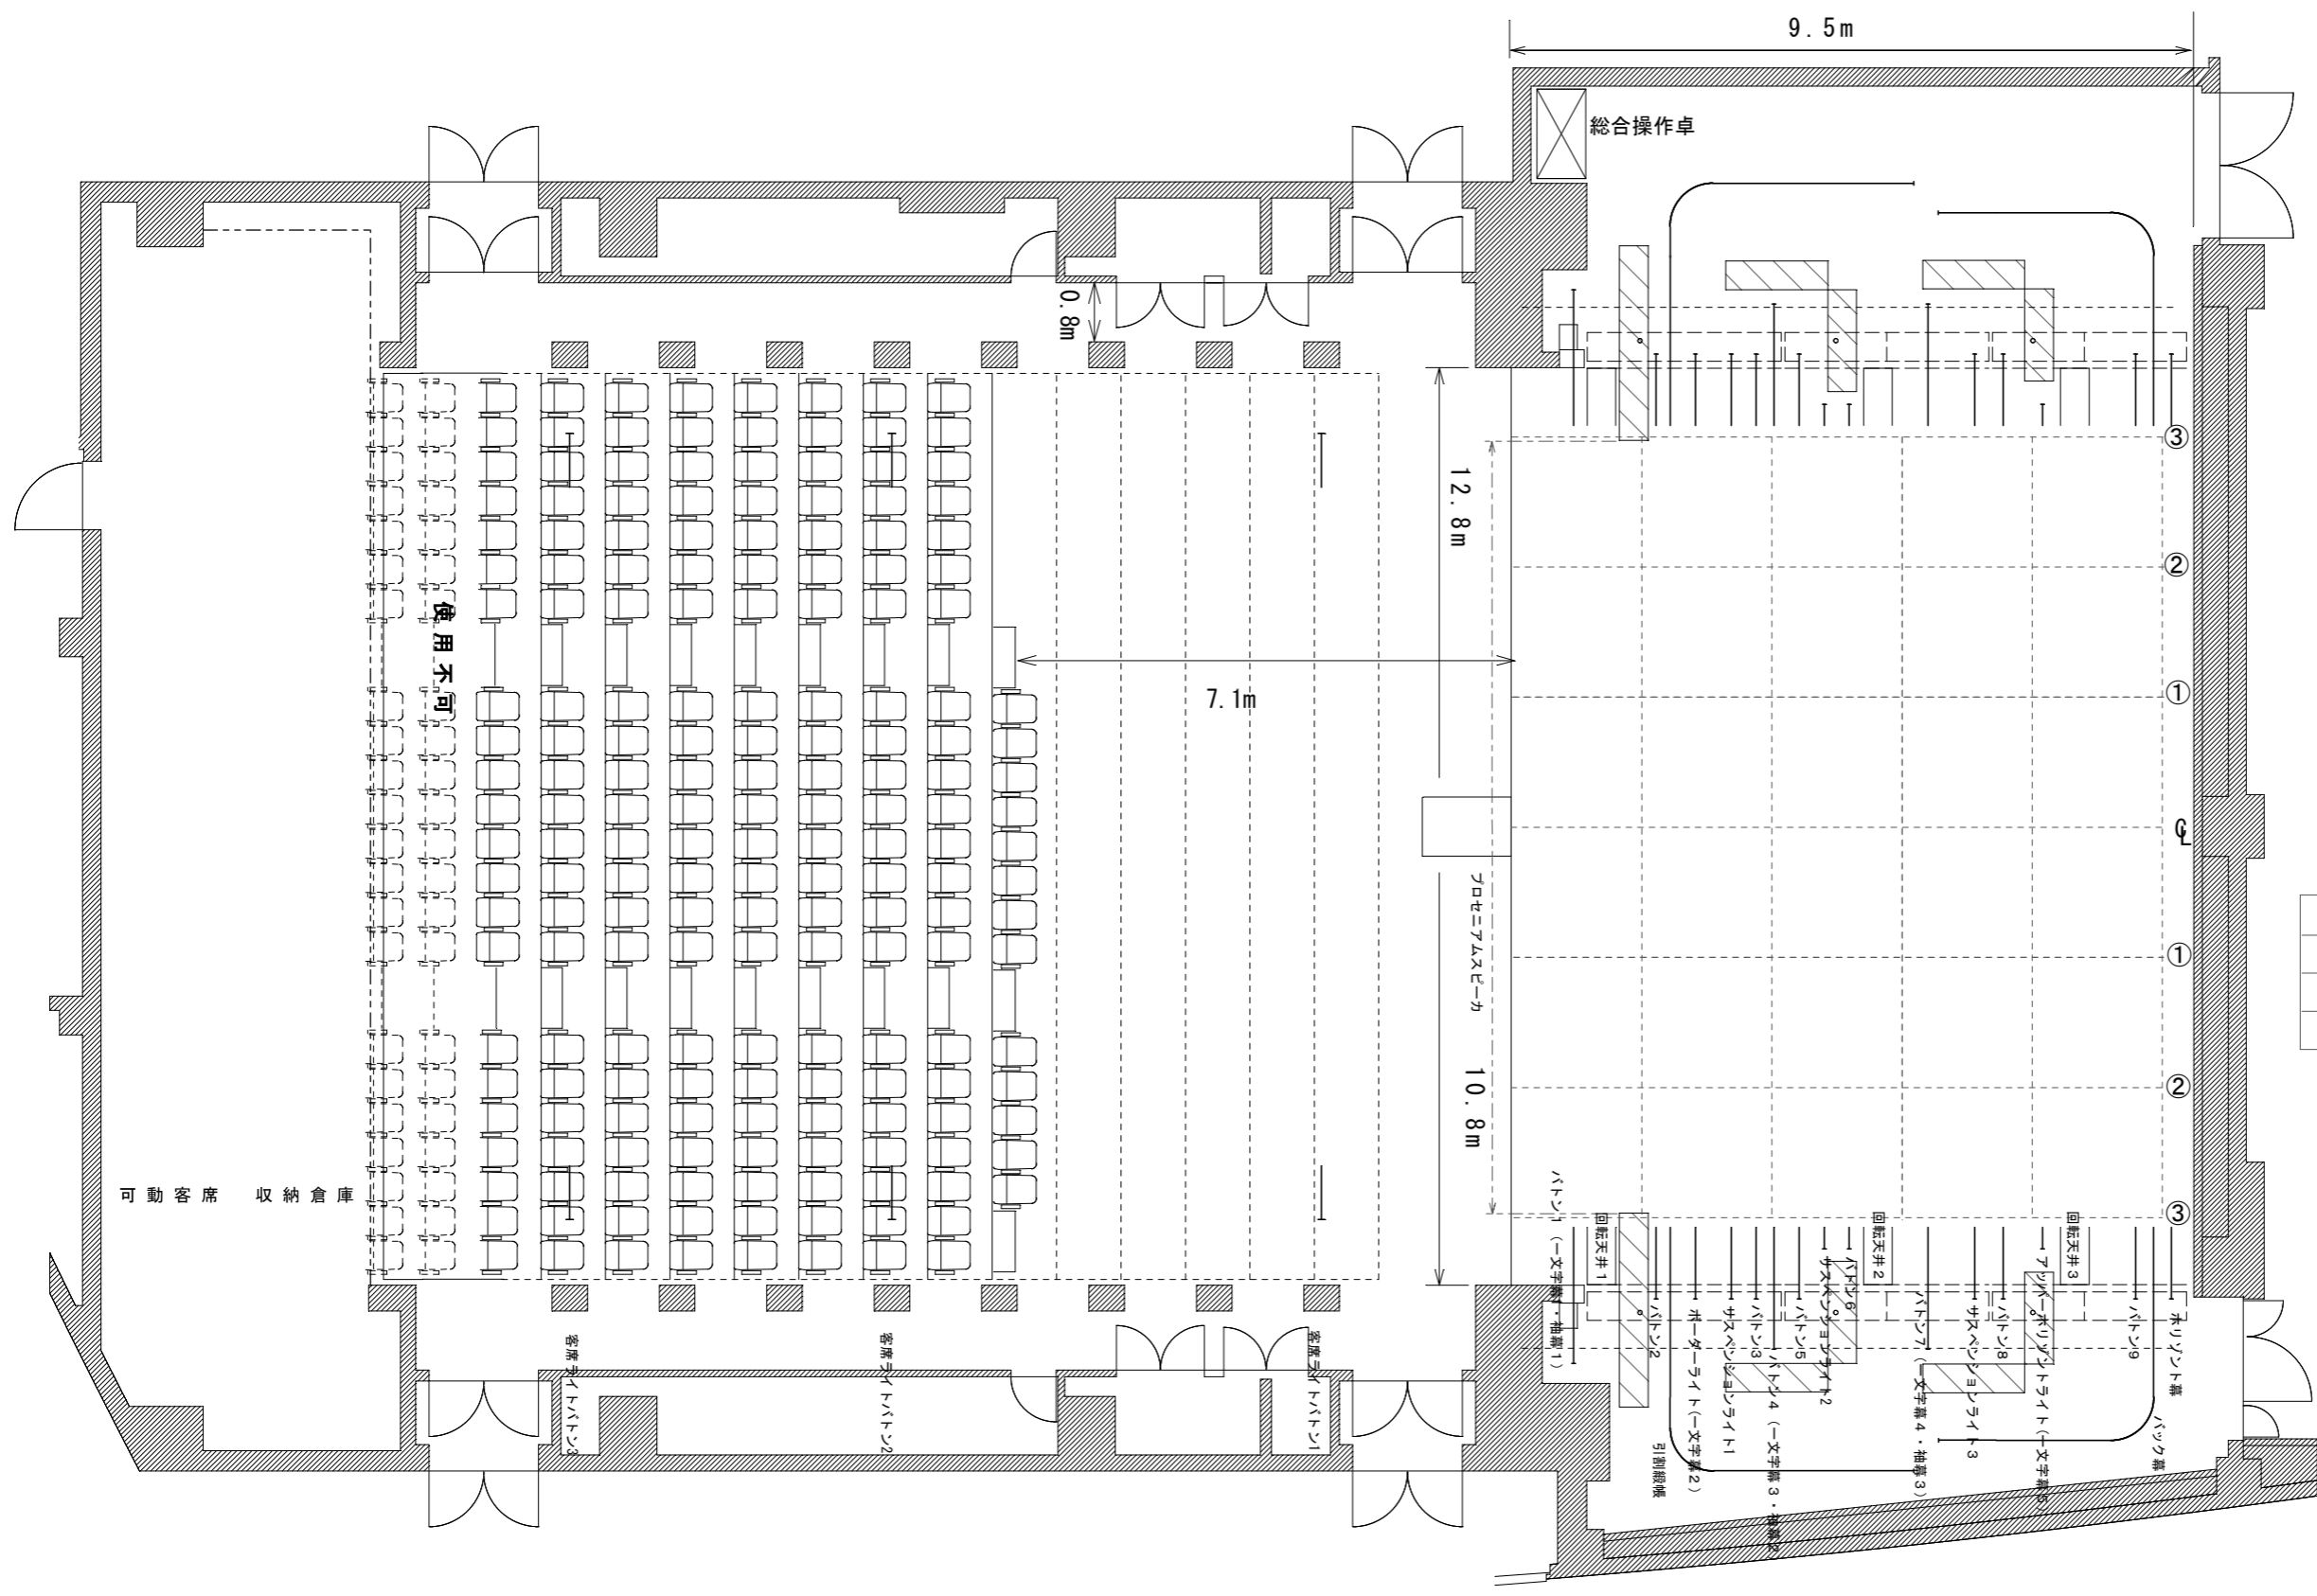 9.5m
総合操作卓
0.8m
12.8m
③
②
①
℄
①
②
③
使用不可
7.1m
プロセニアムスピーカ
10.8m
可動客席 収納倉庫
客席ライトバトン3
客席ライトバトン2
客席ライトバトン1
バトン1（一文字幕1・袖幕1）
回転天井1
引割緞帳
バトン2
ボーダーライト(一文字幕2)
サスペンションライト1
バトン3
バトン4（一文字幕3・袖幕2）
バトン5
サスペンションライト2
バトン6
回転天井2
バトン7（一文字幕4・袖幕3）
サスペンションライト3
バトン8
アッパーホリゾントライト(一文字幕5)
回転天井3
バトン9
バック幕
ホリゾント幕